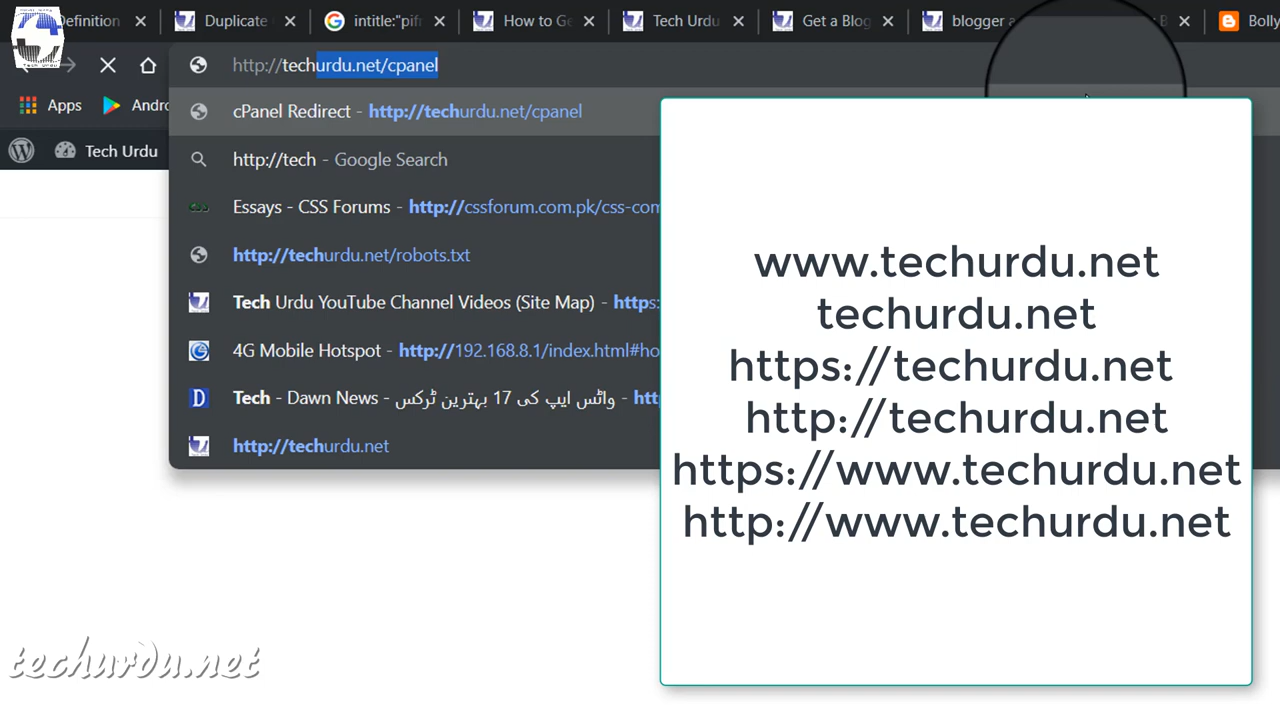 Definition
Duplicate
intitle:"pifr
How to Ge
Tech Urdu
Get a Blog
blogger a
Bolly
http://techurdu.net/cpanel
Apps
Andro
cPanel Redirect - http://techurdu.net/cpanel
Tech Urdu
http://tech - Google Search
Essays - CSS Forums - http://cssforum.com.pk/css-com
http://techurdu.net/robots.txt
Tech Urdu YouTube Channel Videos (Site Map) - https:
4G Mobile Hotspot - http://192.168.8.1/index.html#ho
Tech - Dawn News - واٹس ایپ کی 17 بہترین ٹرکس - http
http://techurdu.net
www.techurdu.net
techurdu.net
https://techurdu.net
http://techurdu.net
https://www.techurdu.net
http://www.techurdu.net
techurdu.net